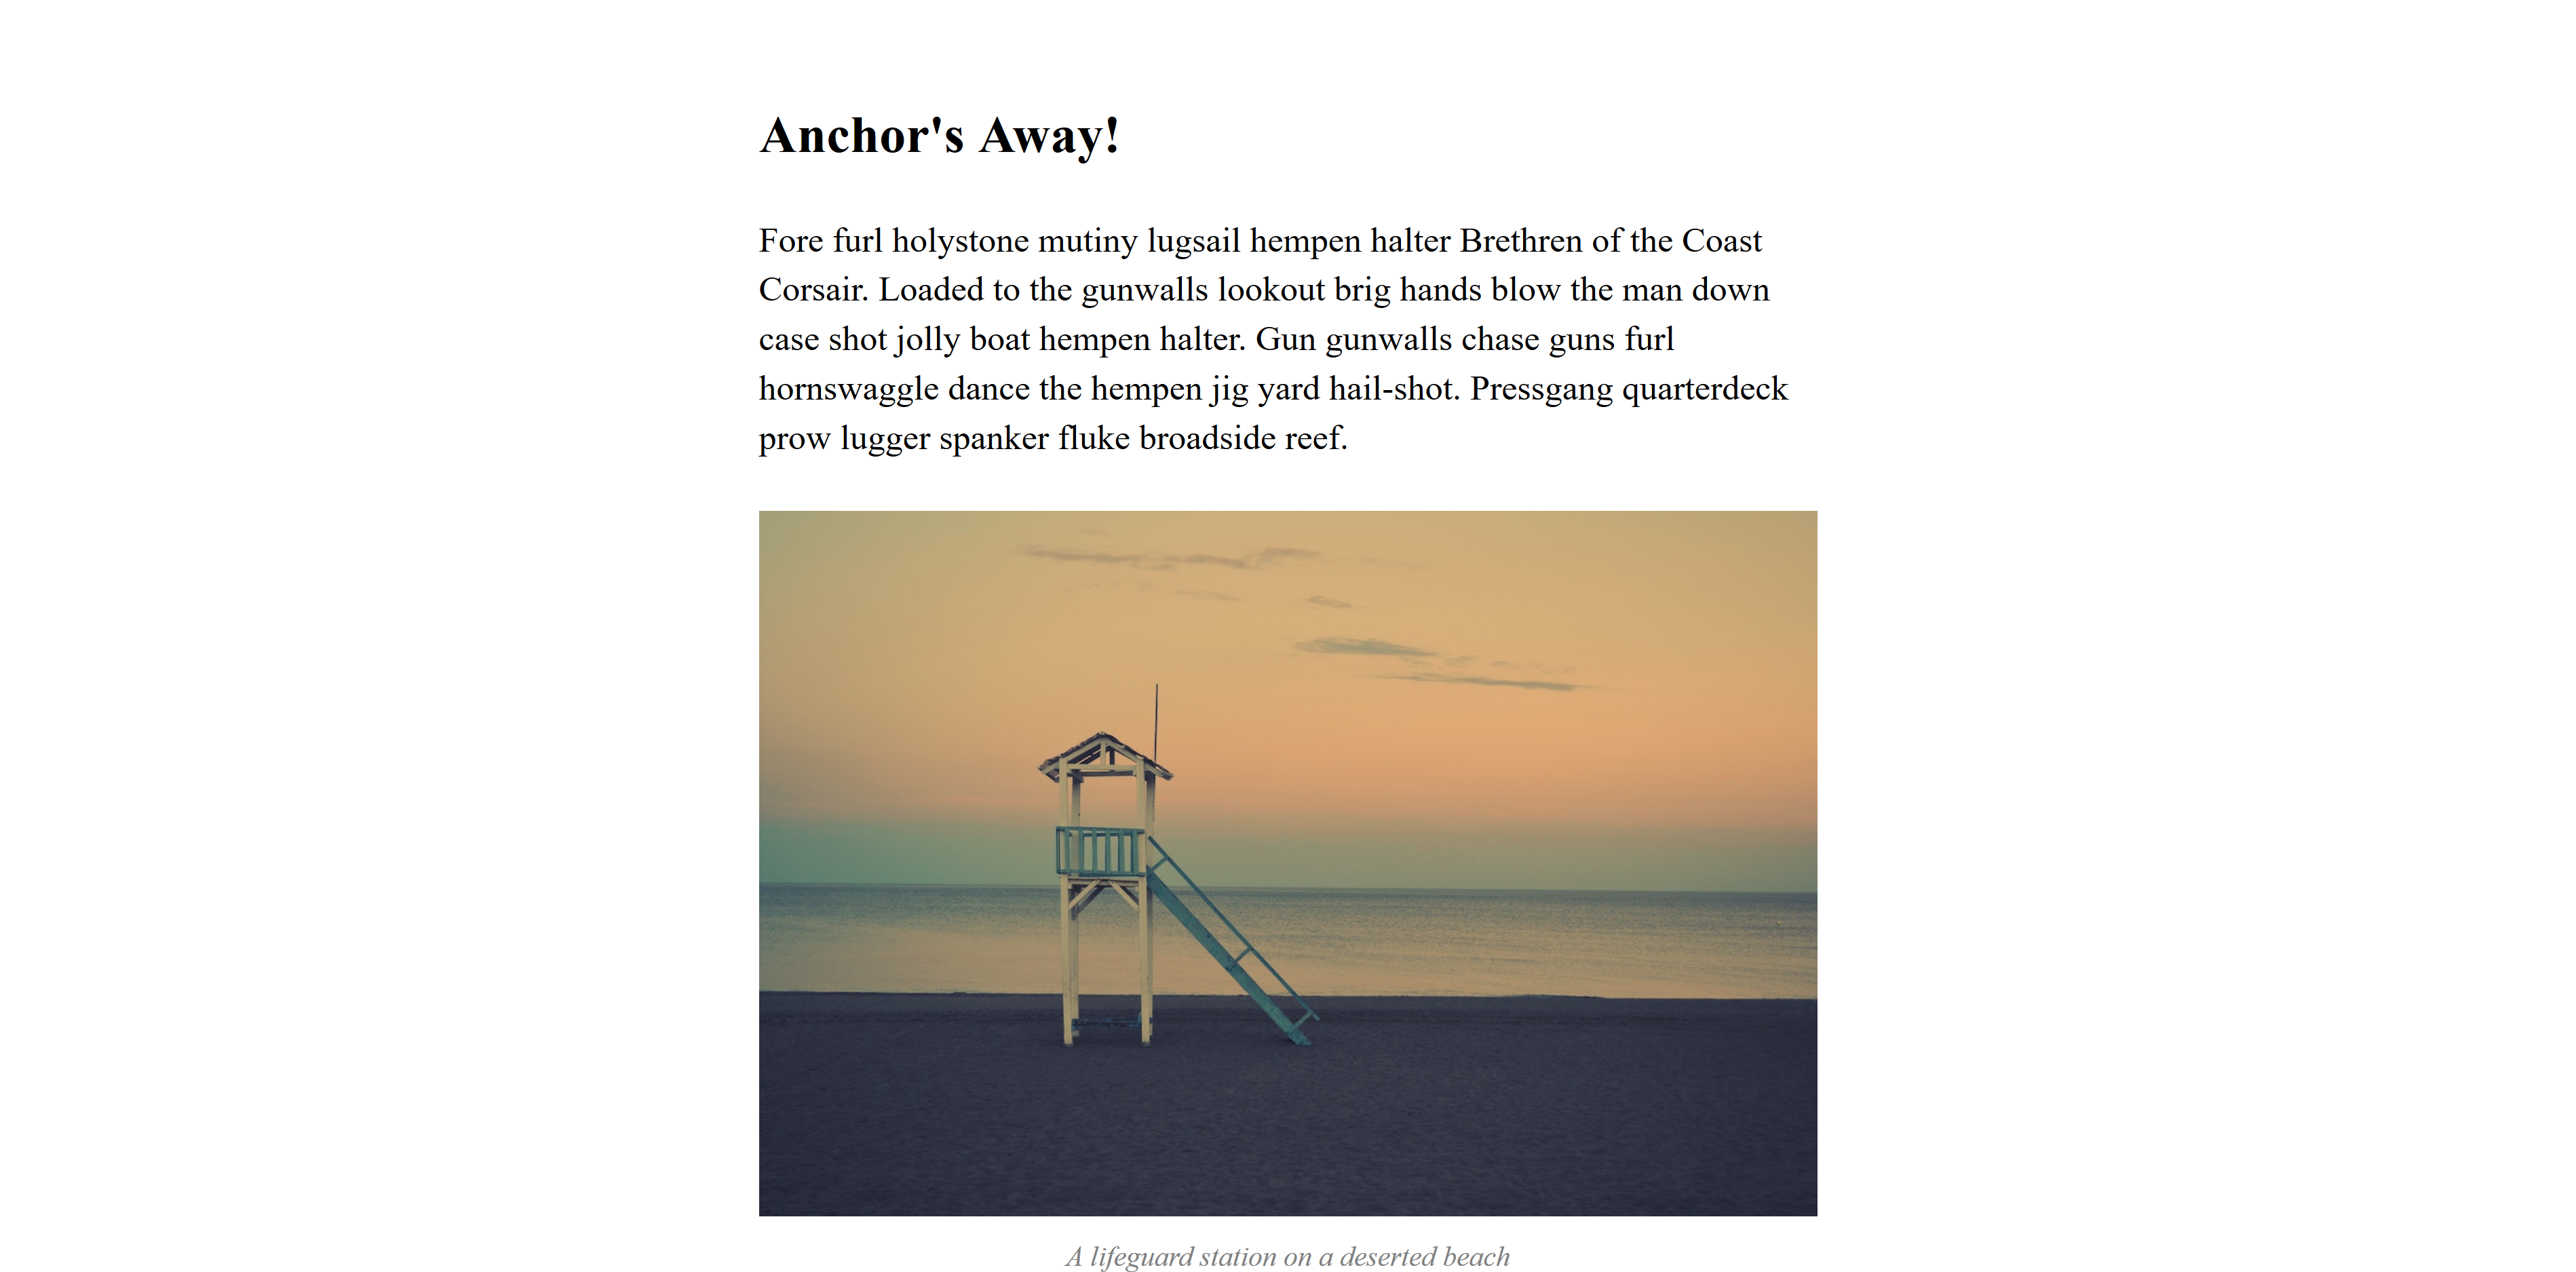 Anchor's Away!
Fore furl holystone mutiny lugsail hempen halter Brethren of the Coast
Corsair. Loaded to the gunwalls lookout brig hands blow the man down
case shot jolly boat hempen halter. Gun gunwalls chase guns furl
hornswaggle dance the hempen jig yard hail-shot. Pressgang quarterdeck
prow lugger spanker fluke broadside reef.
A lifeguard station on a deserted beach